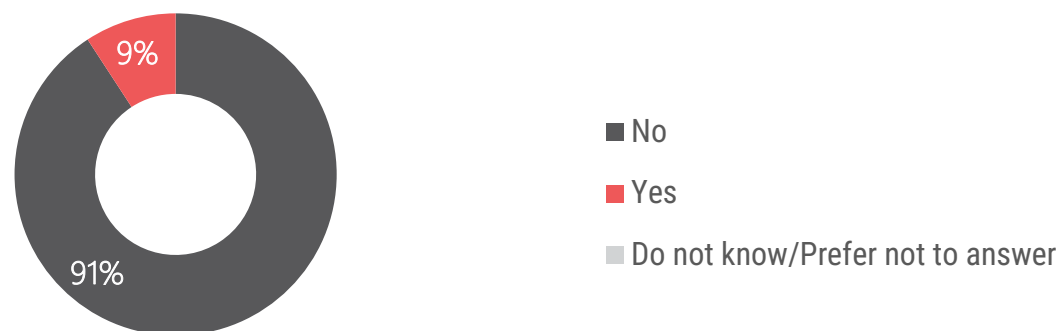 9%
91%
No
Yes
Do not know/Prefer not to answer